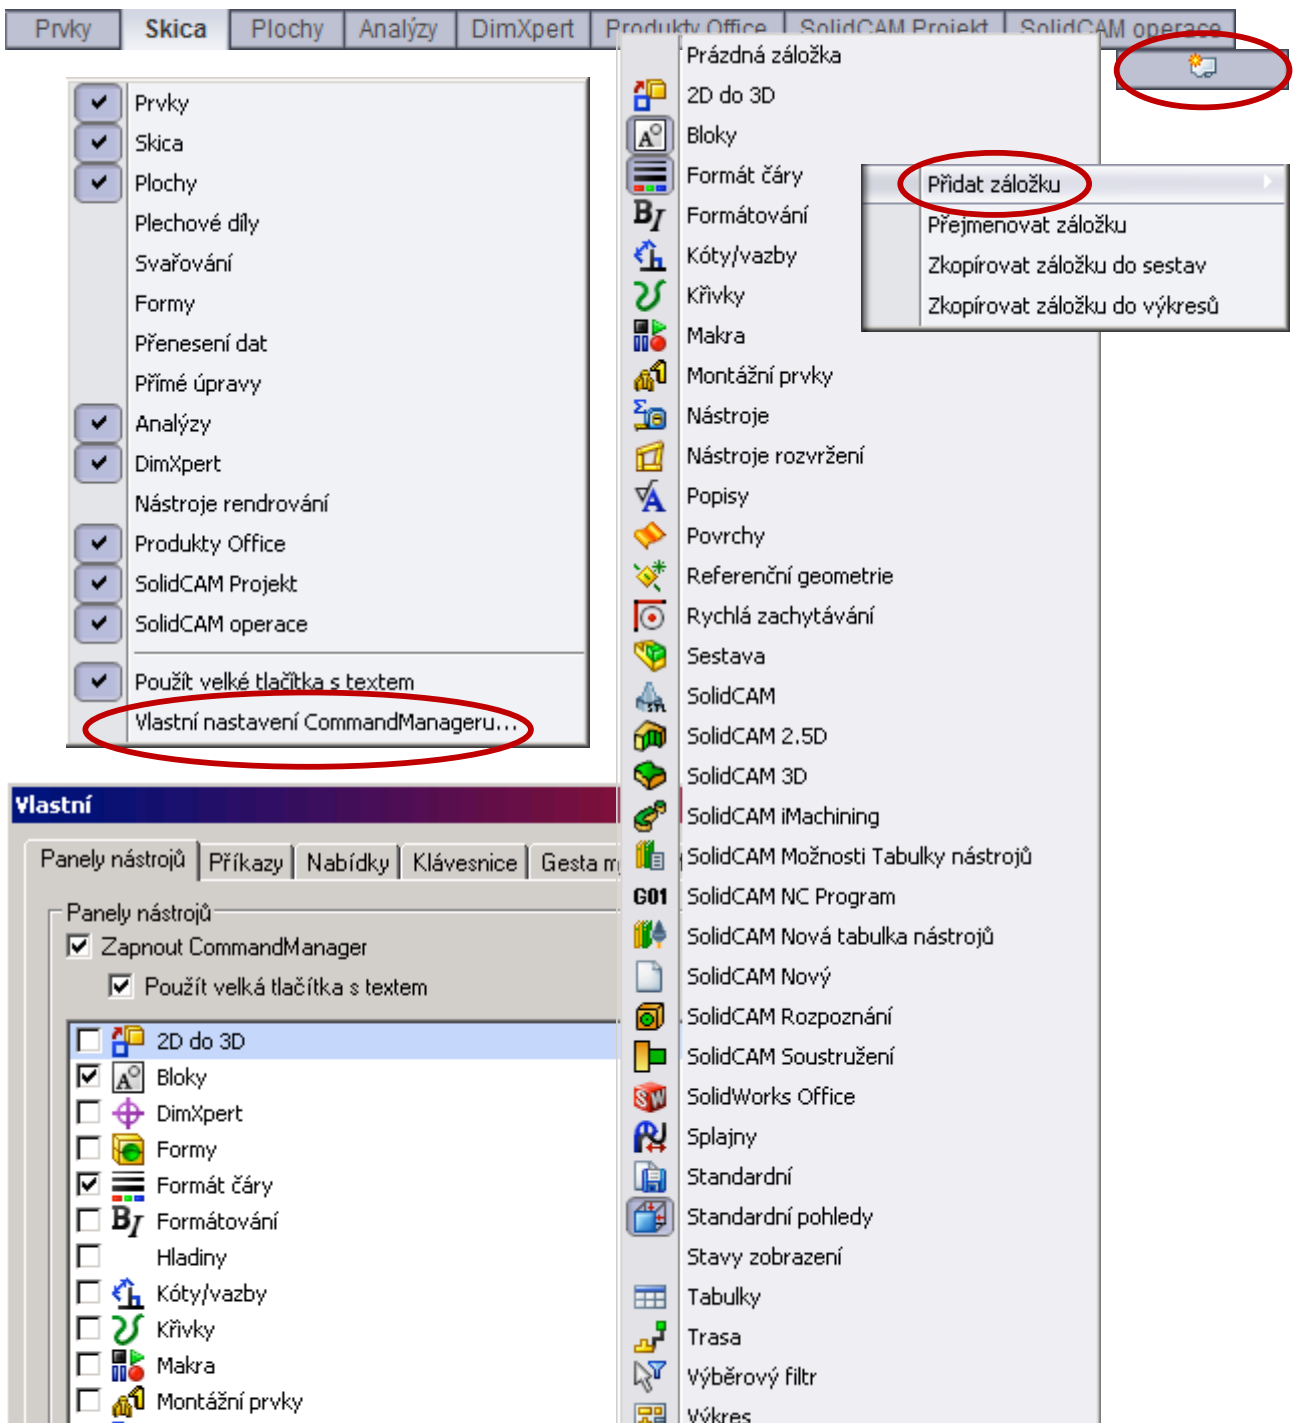 Prvky Skica Plochy Analýzy DimXpert Produkty Office SolidCAM Projekt SolidCAM operace
Prvky
Skica
Plochy
Plechové díly
Svařování
Formy
Přenesení dat
Přímé úpravy
Analýzy
DimXpert
Nástroje rendrování
Produkty Office
SolidCAM Projekt
SolidCAM operace
Použít velké tlačítka s textem
Vlastní nastavení CommandManageru...
Prázdná záložka
2D do 3D
Bloky
Formát čáry
Formátování
Kóty/vazby
Křivky
Makra
Montážní prvky
Nástroje
Nástroje rozvržení
Popisy
Povrchy
Referenční geometrie
Rychlá zachytávání
Sestava
SolidCAM
SolidCAM 2.5D
SolidCAM 3D
SolidCAM iMachining
SolidCAM Možnosti Tabulky nástrojů
G01 SolidCAM NC Program
SolidCAM Nová tabulka nástrojů
SolidCAM Nový
SolidCAM Rozpoznání
SolidCAM Soustružení
SolidWorks Office
Splajny
Standardní
Standardní pohledy
Stavy zobrazení
Tabulky
Trasa
Výběrový filtr
Výkres
Přidat záložku
Přejmenovat záložku
Zkopírovat záložku do sestav
Zkopírovat záložku do výkresů
Vlastní
Panely nástrojů Příkazy Nabídky Klávesnice Gesta
Panely nástrojů
Zapnout CommandManager
Použít velká tlačítka s textem
2D do 3D
Bloky
DimXpert
Formy
Formát čáry
Formátování
Hladiny
Kóty/vazby
Křivky
Makra
Montážní prvky